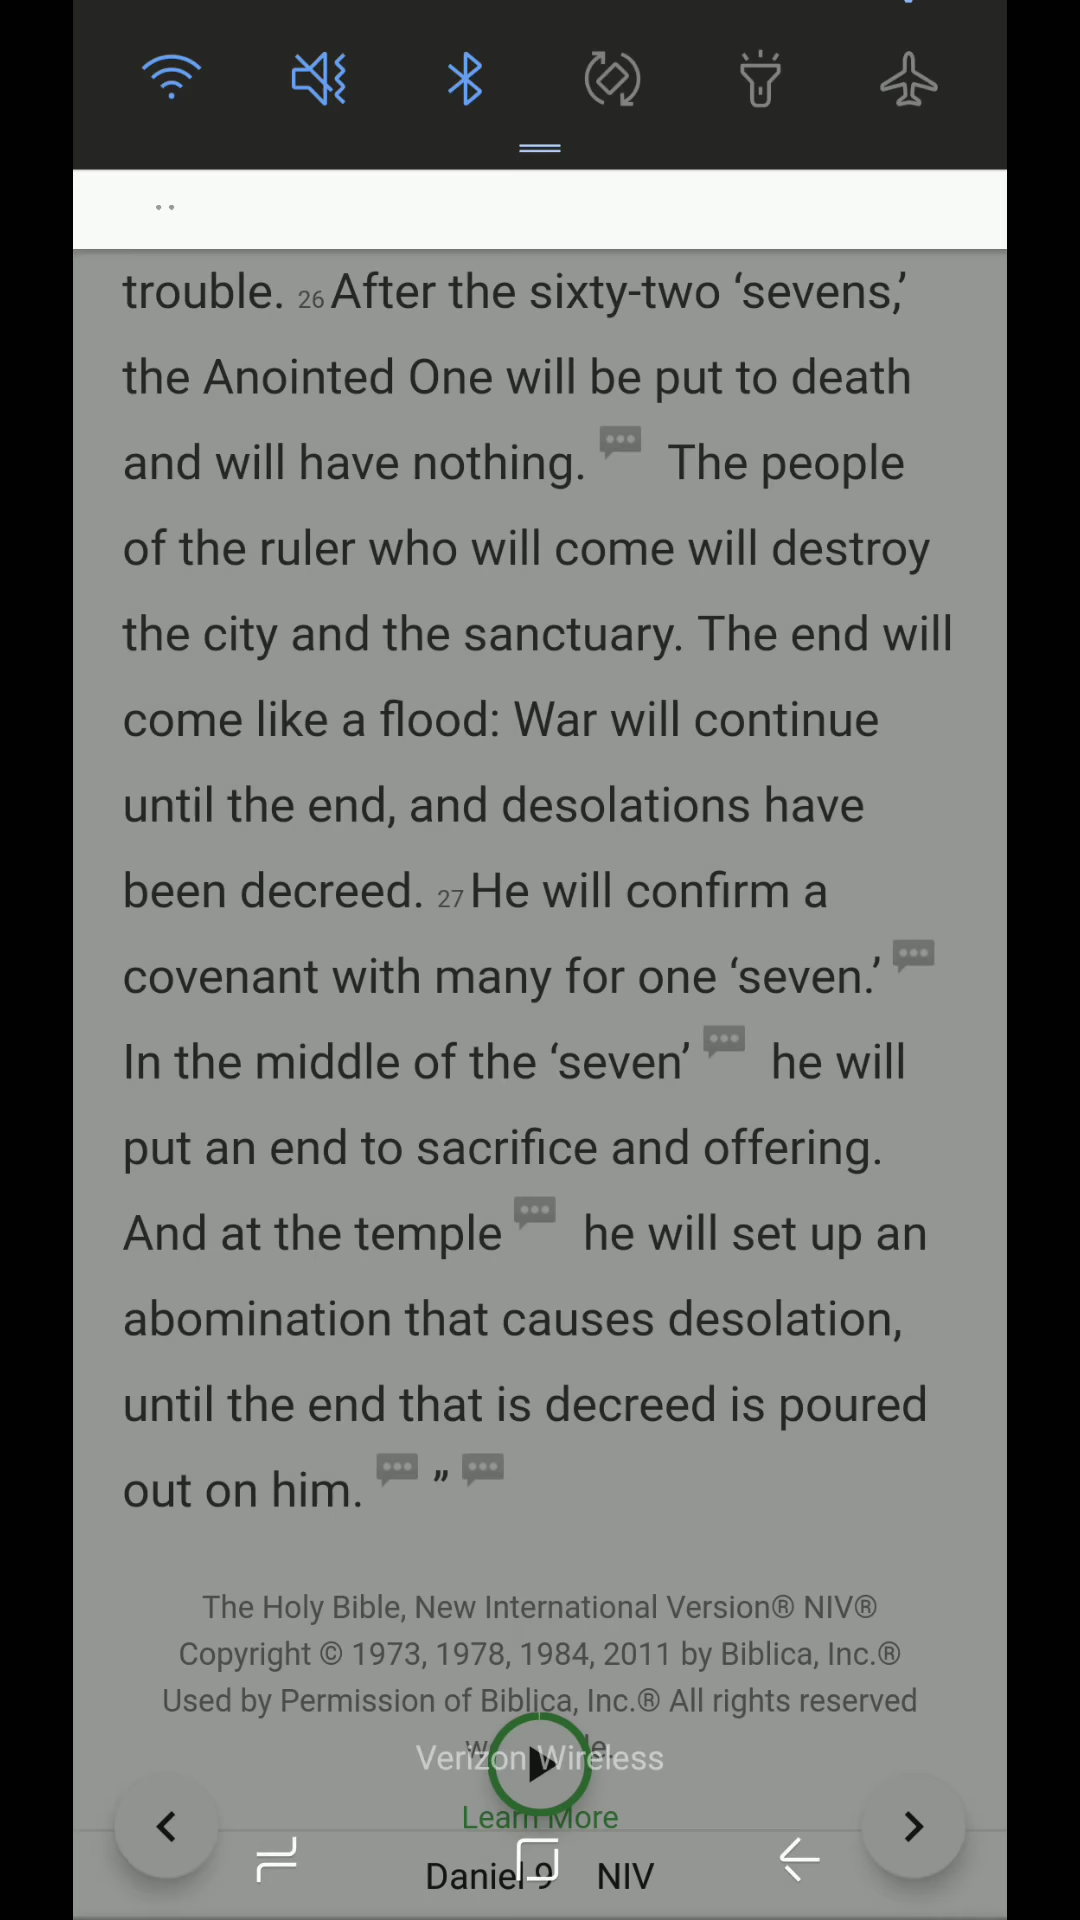 trouble. 26 After the sixty-two ‘sevens,’
the Anointed One will be put to death
and will have nothing. The people
of the ruler who will come will destroy
the city and the sanctuary. The end will
come like a flood: War will continue
until the end, and desolations have
been decreed. 27 He will confirm a
covenant with many for one ‘seven.’
In the middle of the ‘seven’ he will
put an end to sacrifice and offering.
And at the temple he will set up an
abomination that causes desolation,
until the end that is decreed is poured
out on him. ”
The Holy Bible, New International Version® NIV®
Copyright © 1973, 1978, 1984, 2011 by Biblica, Inc.®
Used by Permission of Biblica, Inc.® All rights reserved
Verizon Wireless
Learn More
Daniel 9 NIV